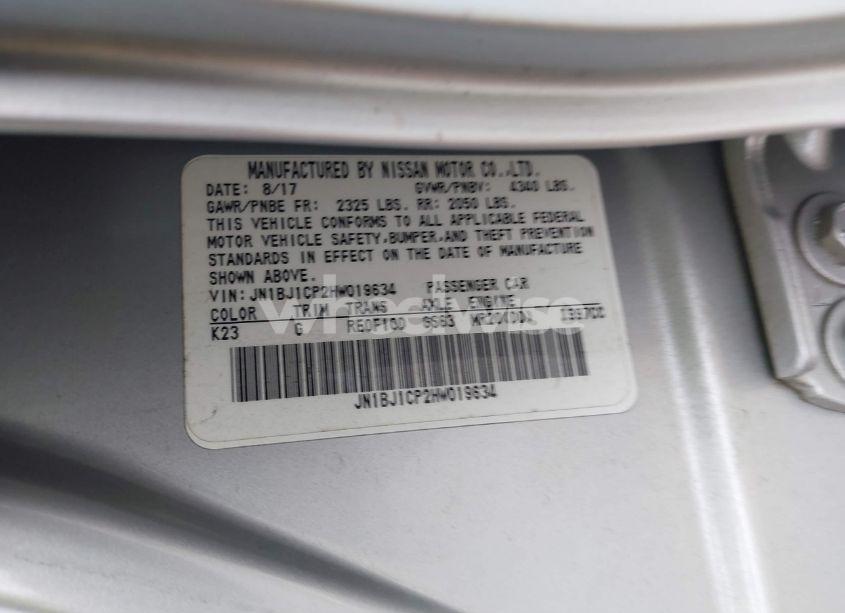 MANUFACTURED BY NISSAN MOTOR CO.,LTD.
DATE: 8/17 GVWR/PNBV: 4340 LBS.
GAWR/PNBE FR: 2325 LBS. RR: 2050 LBS.
THIS VEHICLE CONFORMS TO ALL APPLICABLE FEDERAL
MOTOR VEHICLE SAFETY,BUMPER,AND THEFT PREVENTION
STANDARDS IN EFFECT ON THE DATE OF MANUFACTURE
SHOWN ABOVE.
VIN: JN1BJ1CP2HW019634 PASSENGER CAR
COLOR TRIM TRANS AXLE ENGINE
K23 G RE0F10D 1997CC
JN1BJ1CP2HW019634